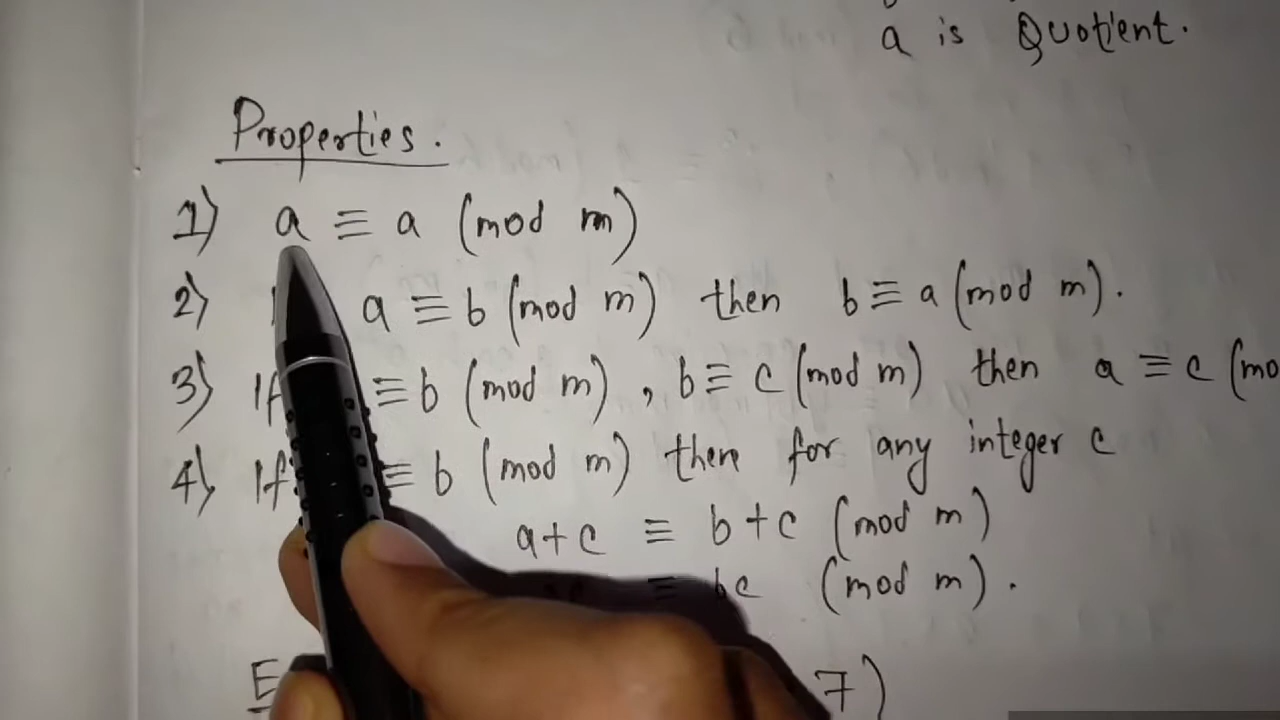 a is Quotient.
Properties.
1) a ≡ a (mod m)
2) a ≡ b (mod m) then b ≡ a (mod m).
3) If ≡ b (mod m), b ≡ c (mod m) then a ≡ c (mo
4) If ≡ b (mod m) then for any integer c
a+c ≡ b+c (mod m)
≡ bc (mod m).
E 7)